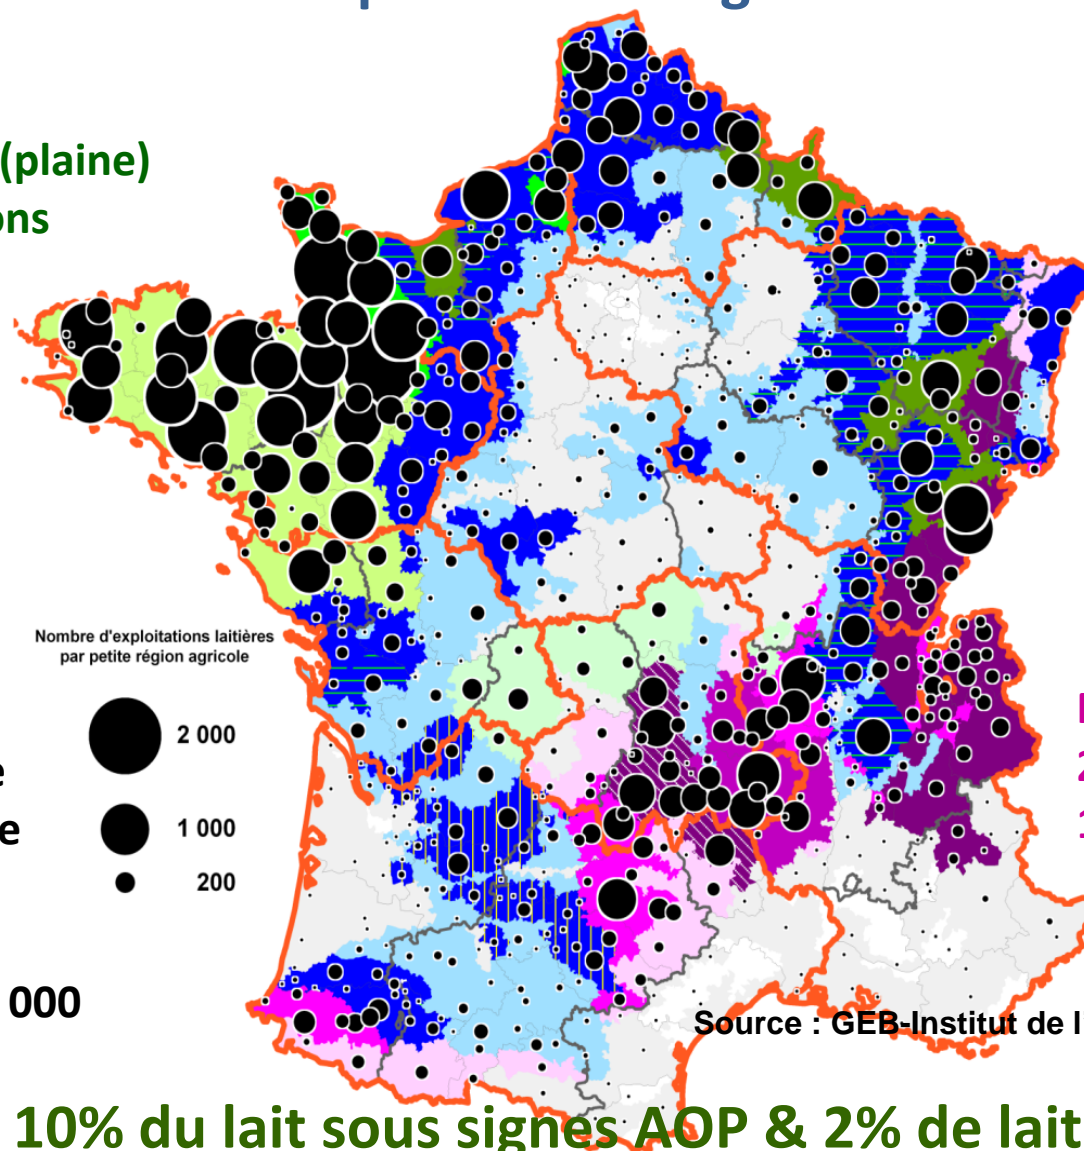 (plaine)
Nombre d'exploitations laitières
par petite région agricole
2 000
1 000
200
000
Source : GEB-Institut de l
10% du lait sous signes AOP & 2% de lait